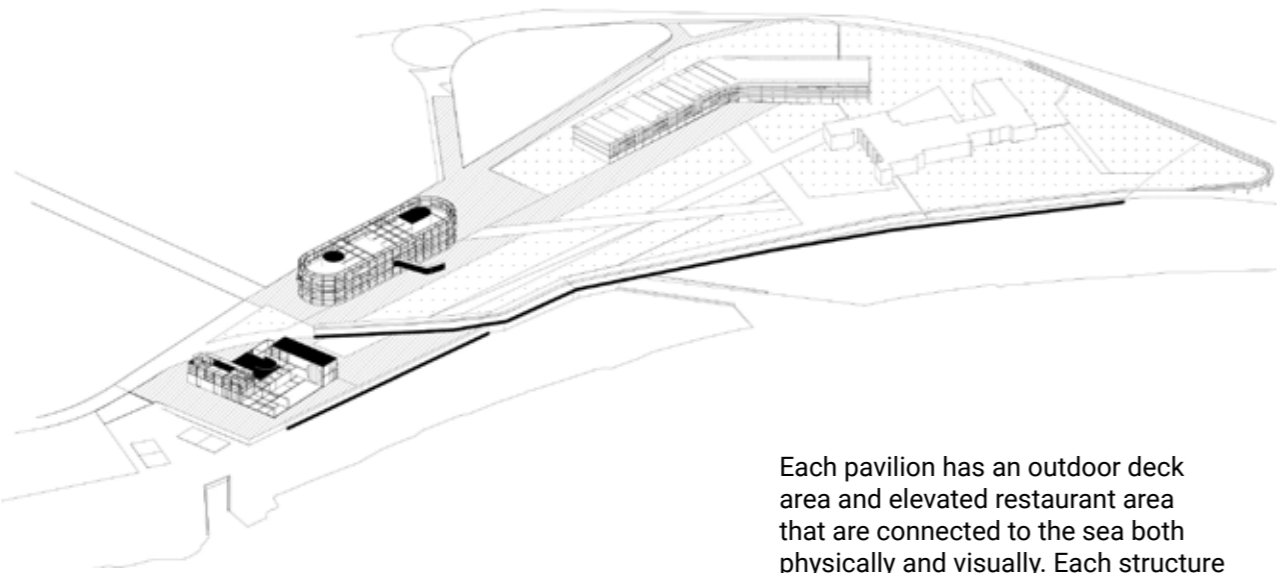 Each pavilion has an outdoor deck
area and elevated restaurant area
that are connected to the sea both
physically and visually. Each structure